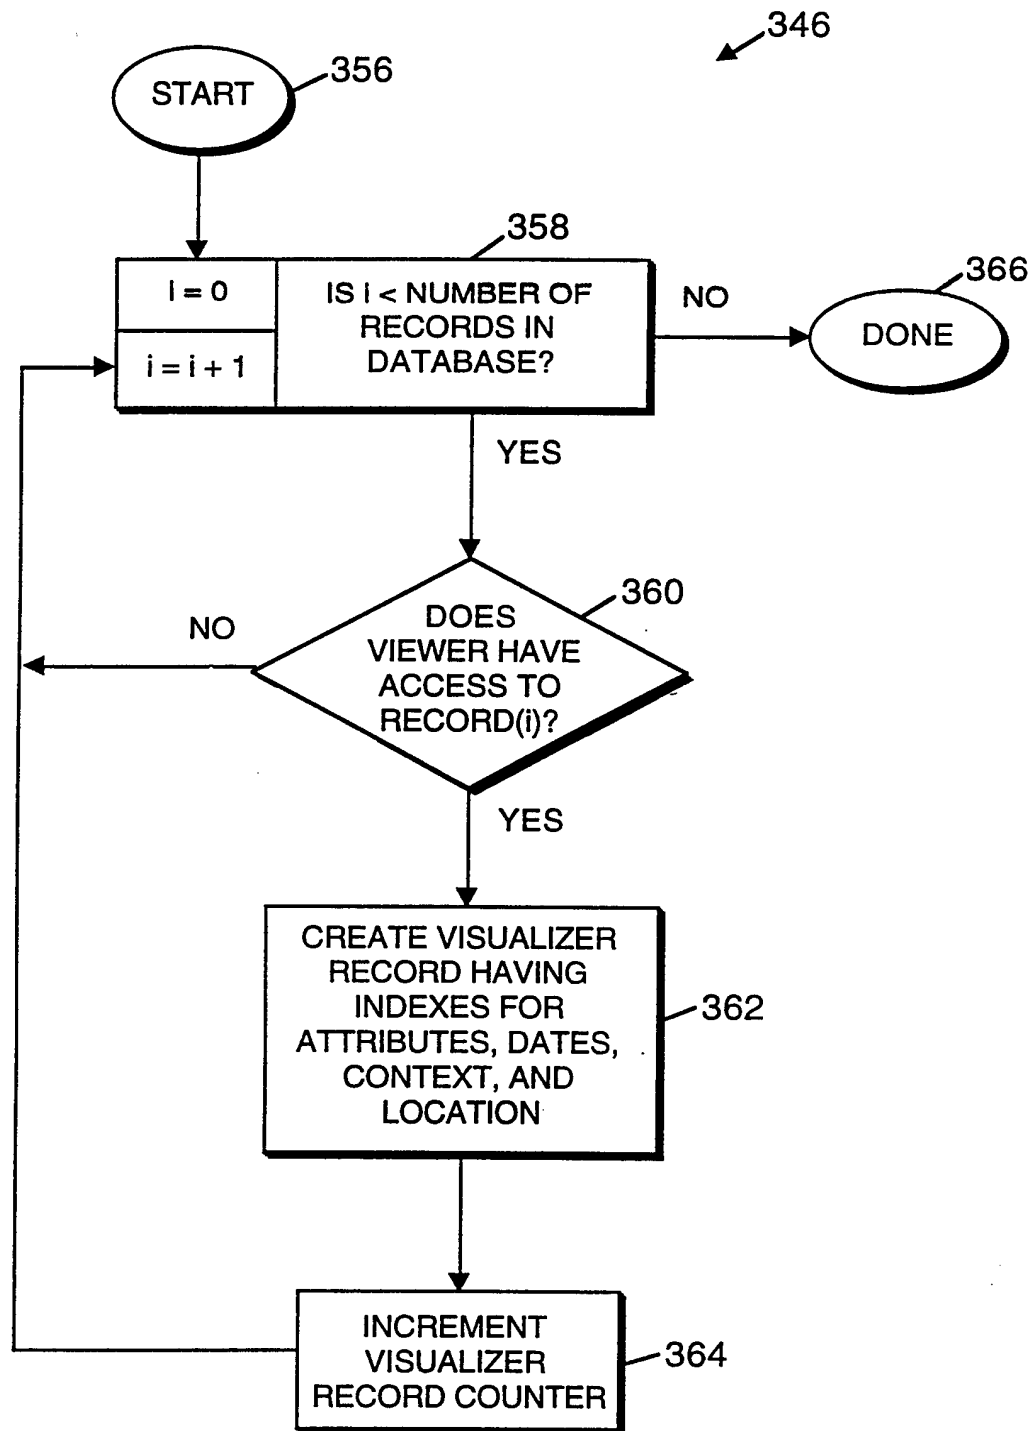 346
START
356
358
I = 0
i = i + 1
IS i < NUMBER OF
RECORDS IN
DATABASE?
NO
366
DONE
YES
360
DOES
VIEWER HAVE
ACCESS TO
RECORD(i)?
NO
YES
CREATE VISUALIZER
RECORD HAVING
INDEXES FOR
ATTRIBUTES, DATES,
CONTEXT, AND
LOCATION
362
INCREMENT
VISUALIZER
RECORD COUNTER
364